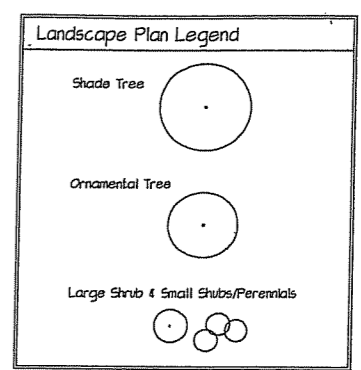 Landscape Plan Legend
Shade Tree
Ornamental Tree
Large Shrub & Small Shubs/Perennials